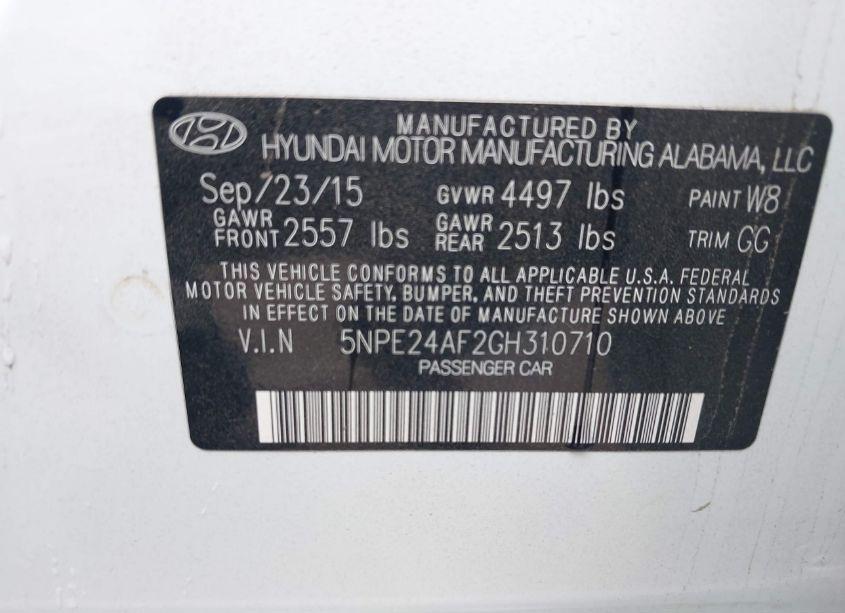 MANUFACTURED BY
HYUNDAI MOTOR MANUFACTURING ALABAMA, LLC
Sep/23/15 GVWR 4497 lbs PAINT W8
GAWR FRONT 2557 lbs GAWR REAR 2513 lbs TRIM GG
THIS VEHICLE CONFORMS TO ALL APPLICABLE U.S.A. FEDERAL
MOTOR VEHICLE SAFETY, BUMPER, AND THEFT PREVENTION STANDARDS
IN EFFECT ON THE DATE OF MANUFACTURE SHOWN ABOVE
V.I.N 5NPE24AF2GH310710
PASSENGER CAR